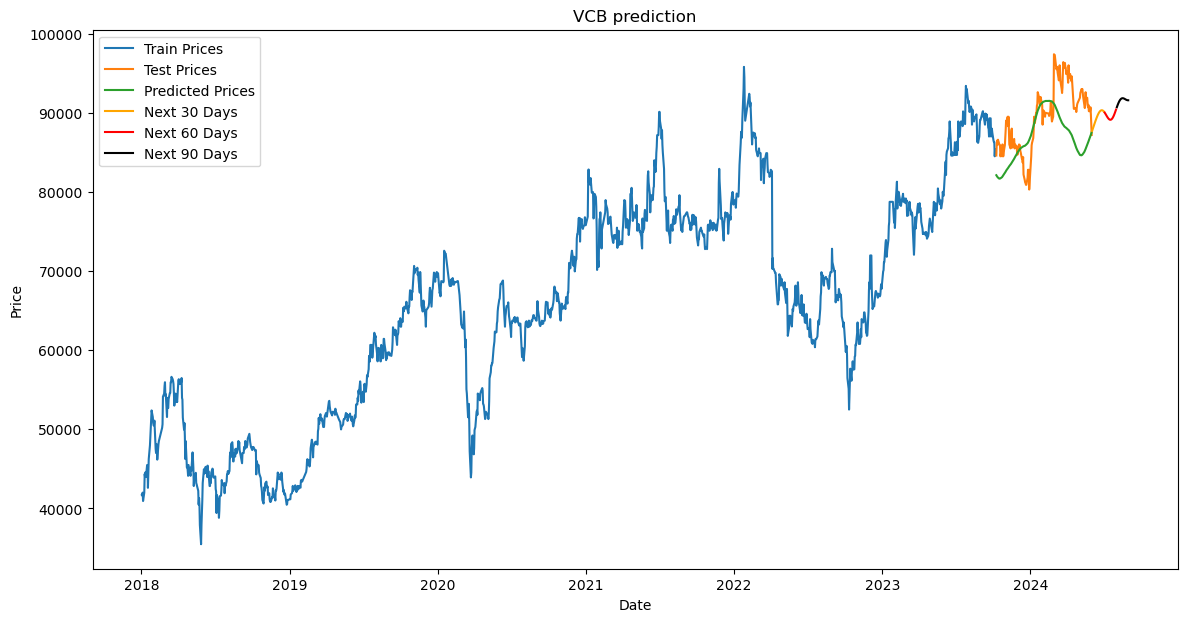 VCB prediction
Train Prices
Test Prices
Predicted Prices
Next 30 Days
Next 60 Days
Next 90 Days
100000
90000
80000
70000
60000
50000
40000
Price
2018 2019 2020 2021 2022 2023 2024
Date